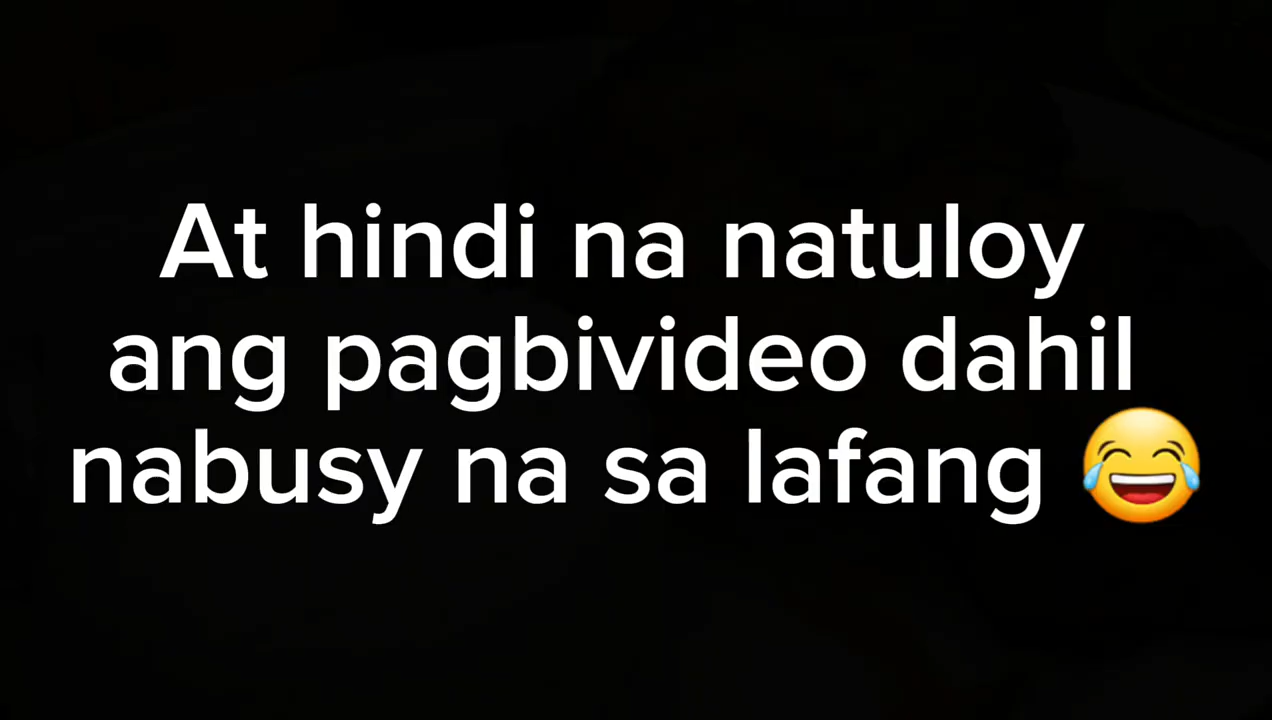 At hindi na natuloy
ang pagbivideo dahil
nabusy na sa lafang 😂